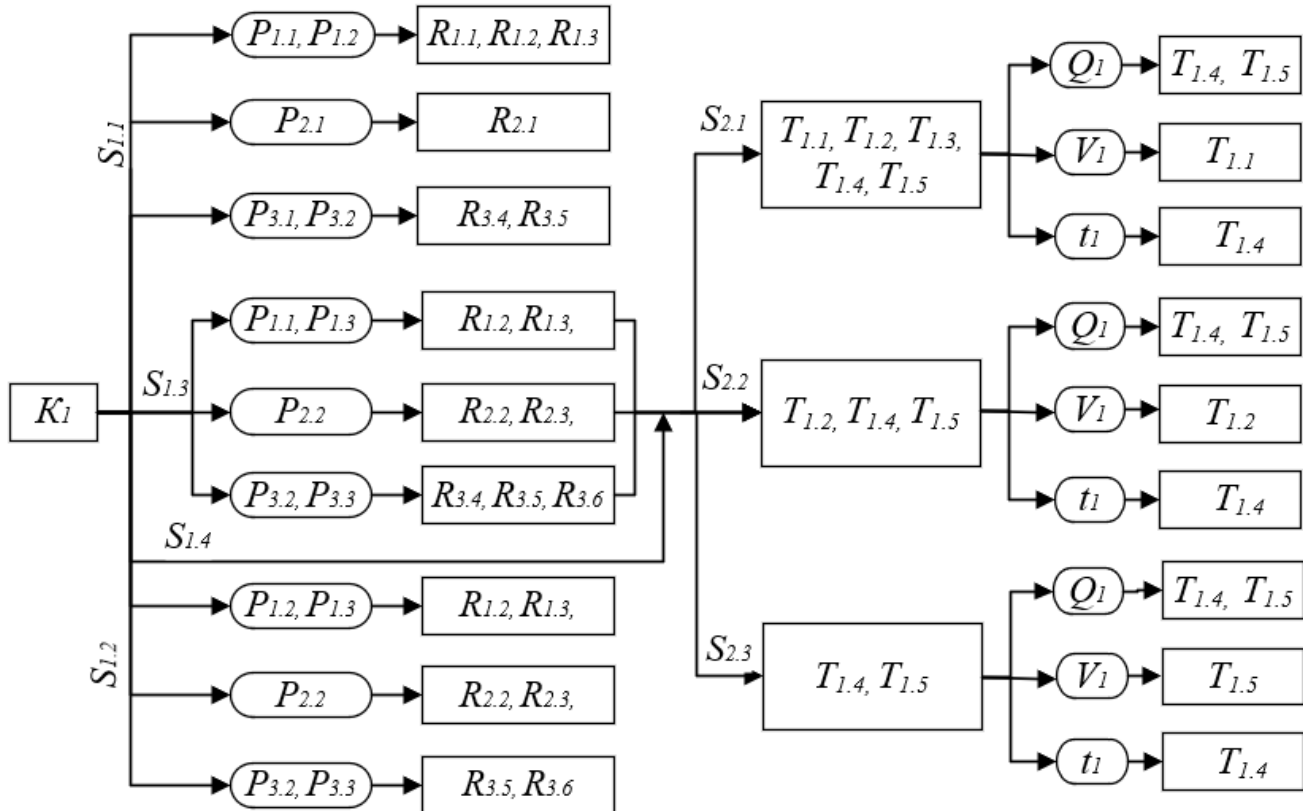 P1.1, P1.2
R1.1, R1.2, R1.3
S1.1
P2.1
R2.1
P3.1, P3.2
R3.4, R3.5
K1
S1.3
P1.1, P1.3
R1.2, R1.3,
P2.2
R2.2, R2.3,
P3.2, P3.3
R3.4, R3.5, R3.6
S1.4
S1.2
P1.2, P1.3
R1.2, R1.3,
P2.2
R2.2, R2.3,
P3.2, P3.3
R3.5, R3.6
S2.1
T1.1, T1.2, T1.3,
T1.4, T1.5
Q1
T1.4, T1.5
V1
T1.1
t1
T1.4
S2.2
T1.2, T1.4, T1.5
Q1
T1.4, T1.5
V1
T1.2
t1
T1.4
S2.3
T1.4, T1.5
Q1
T1.4, T1.5
V1
T1.5
t1
T1.4